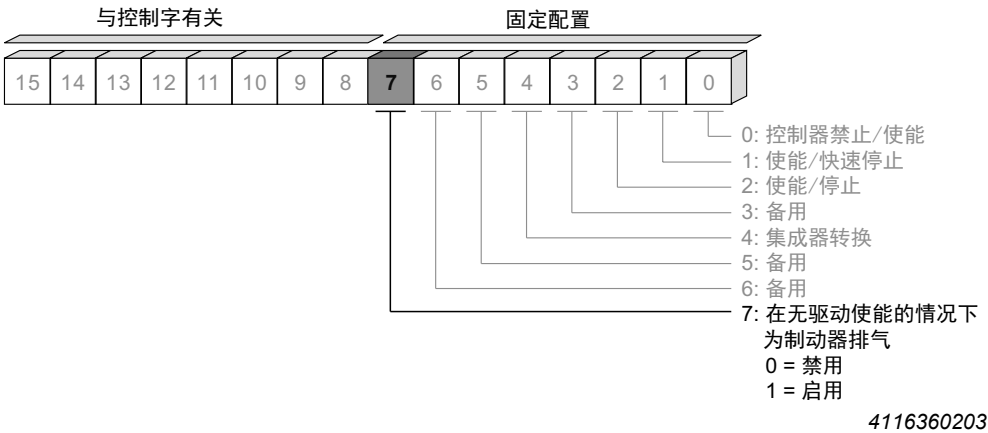 与控制字有关 固定配置
15 14 13 12 11 10 9 8 7 6 5 4 3 2 1 0
0: 控制器禁止/使能
1: 使能/快速停止
2: 使能/停止
3: 备用
4: 集成器转换
5: 备用
6: 备用
7: 在无驱动使能的情况下
为制动器排气
0 = 禁用
1 = 启用
4116360203